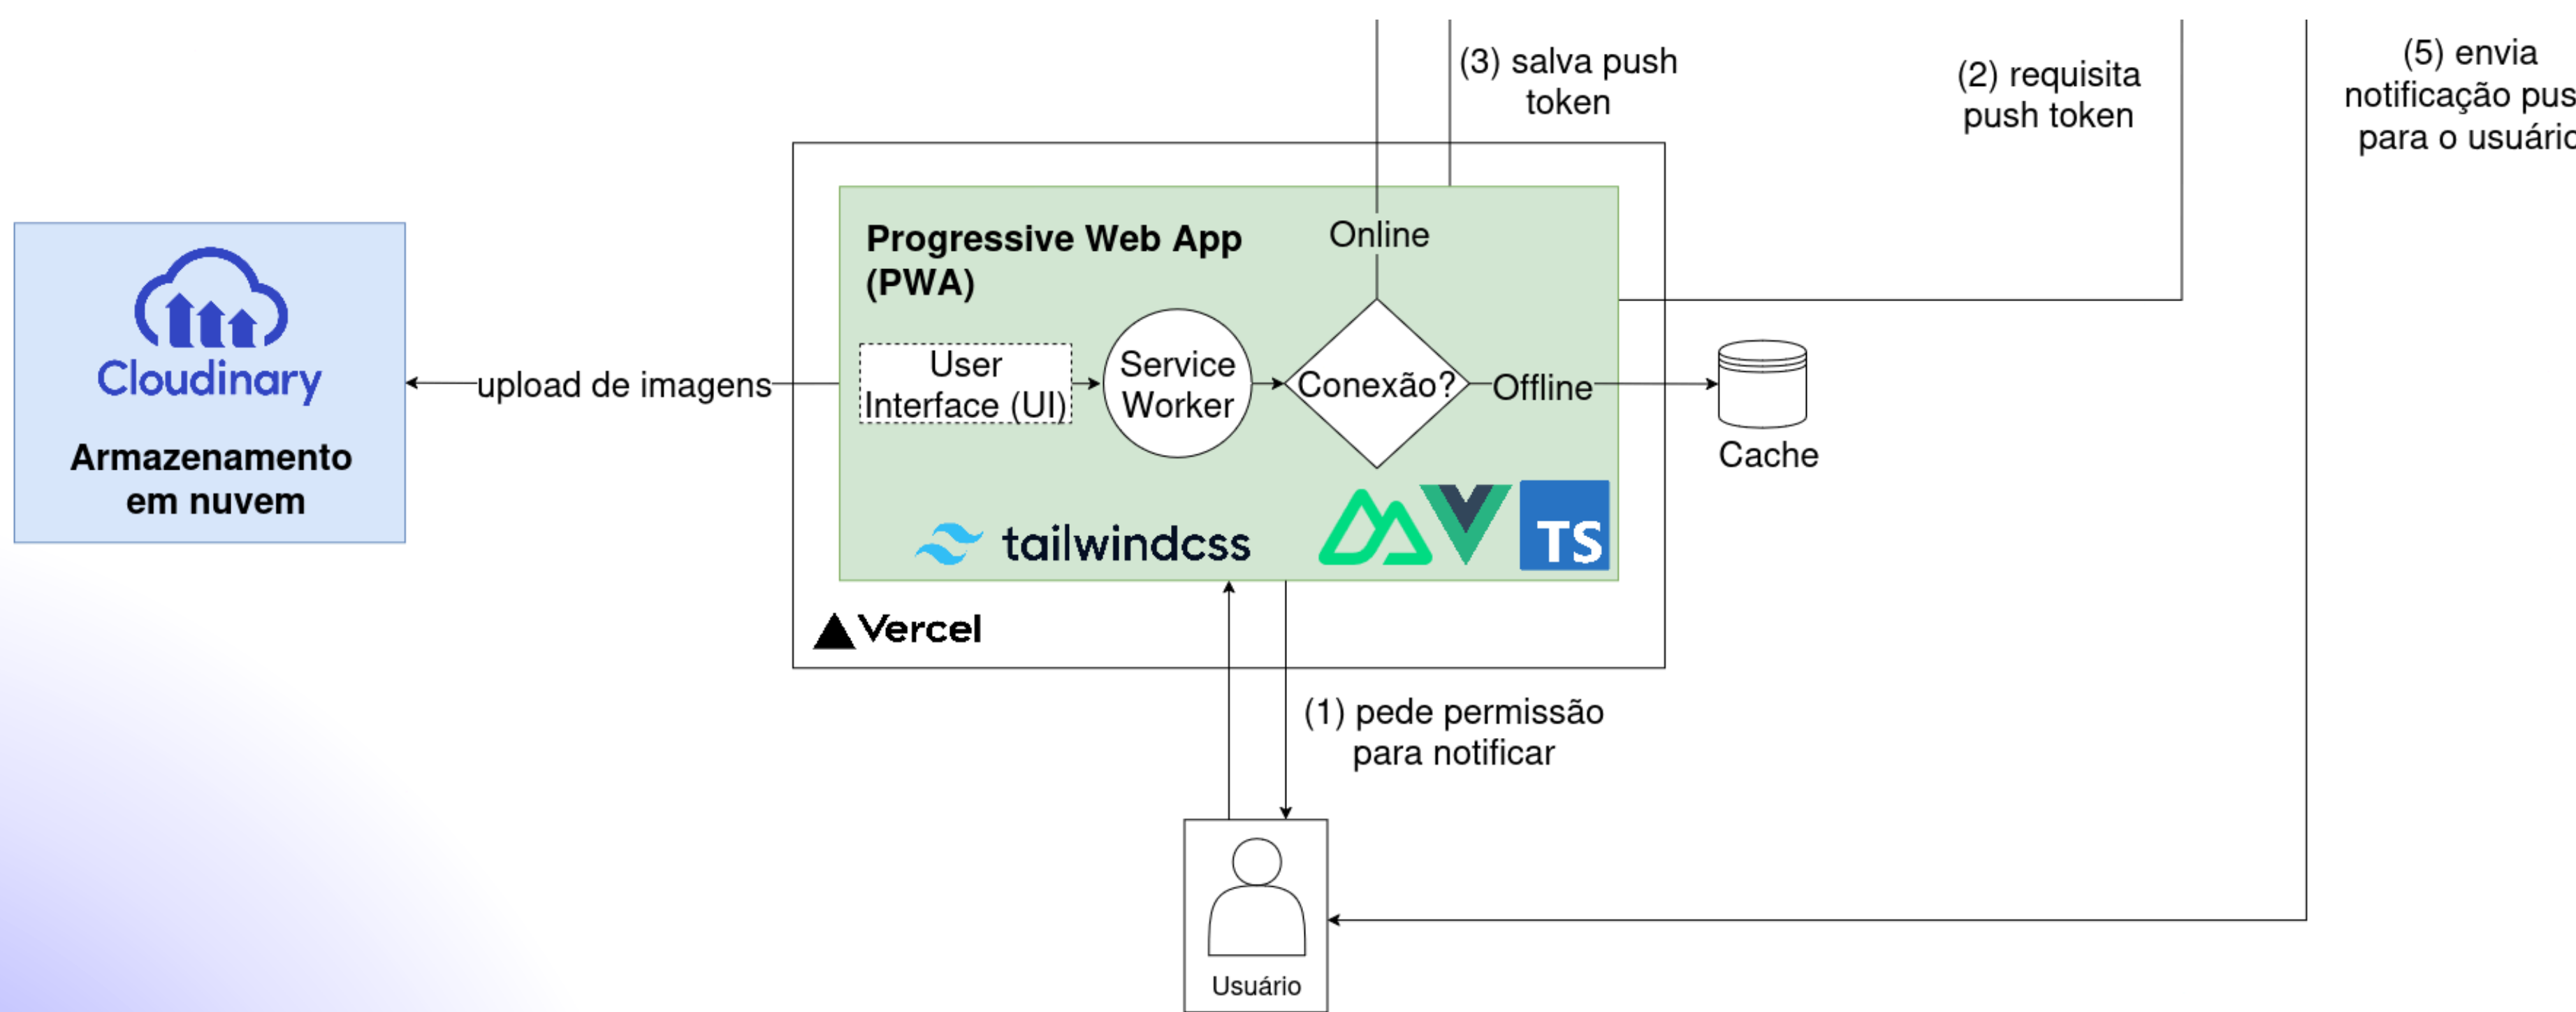 (3) salva push
token
(2) requisita
push token
(5) envia
notificação
para o
Progressive Web App
(PWA)
Online
Cloudinary
Armazenamento
em nuvem
upload de imagens
User
Interface (UI)
Service
Worker
Conexão?
Offline
Cache
tailwindcss
TS
Vercel
(1) pede permissão
para notificar
Usuário